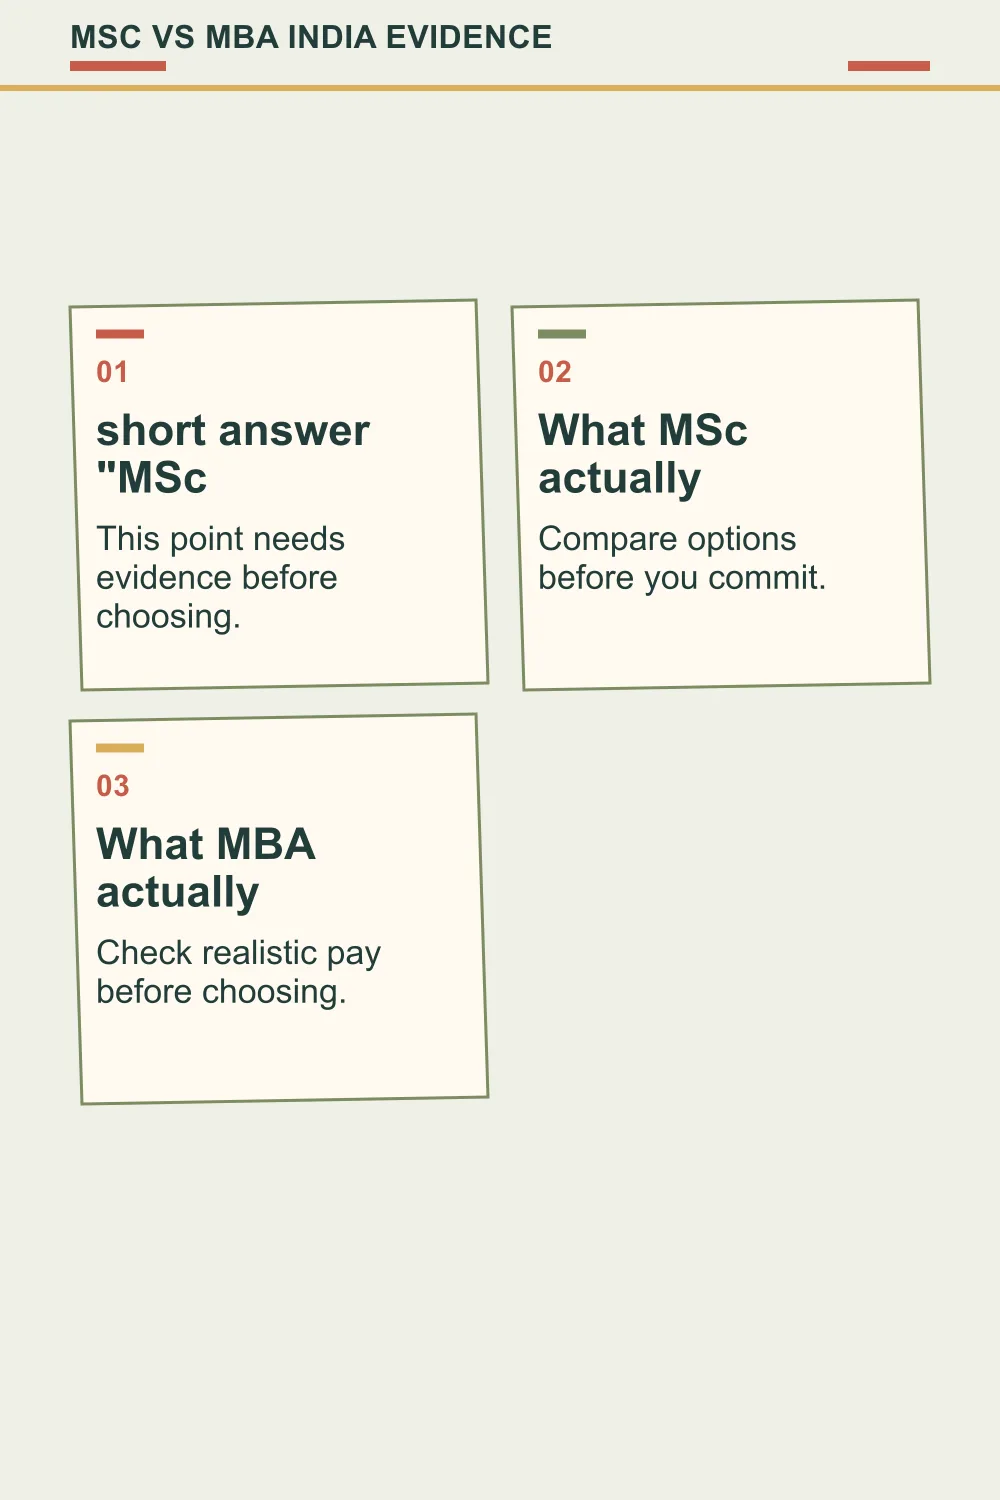 MSC VS MBA INDIA EVIDENCE
01
short answer
"MSc
This point needs
evidence before
choosing.
02
What MSc
actually
Compare options
before you commit.
03
What MBA
actually
Check realistic pay
before choosing.